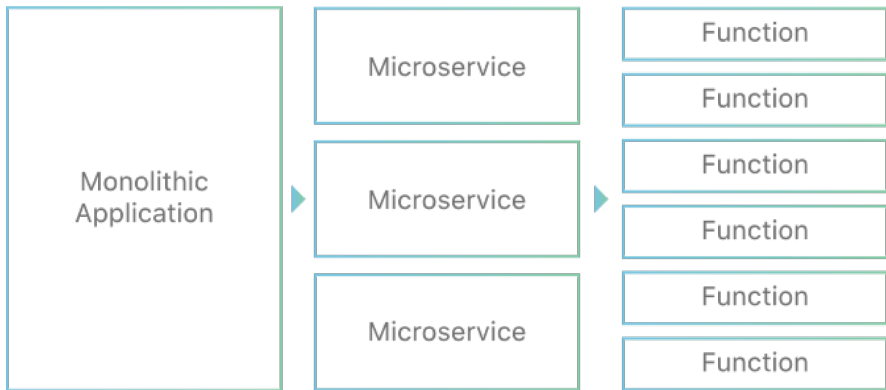 Monolithic
Application
Microservice
Microservice
Microservice
Function
Function
Function
Function
Function
Function